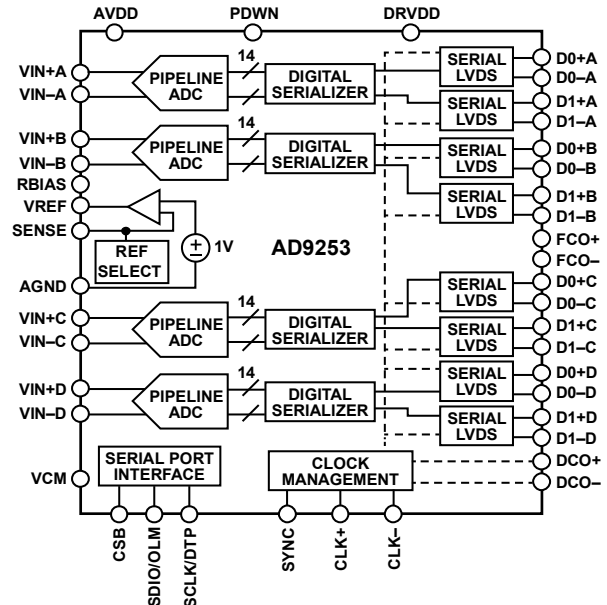 AVDD PDWN DRVDD
VIN+A
VIN–A
PIPELINE
ADC
14
DIGITAL
SERIALIZER
SERIAL
LVDS
D0+A
D0–A
SERIAL
LVDS
D1+A
D1–A
VIN+B
VIN–B
PIPELINE
ADC
14
DIGITAL
SERIALIZER
SERIAL
LVDS
D0+B
D0–B
SERIAL
LVDS
D1+B
D1–B
RBIAS
VREF
SENSE
REF
SELECT
1V
AD9253
FCO+
FCO–
AGND
VIN+C
VIN–C
PIPELINE
ADC
14
DIGITAL
SERIALIZER
SERIAL
LVDS
D0+C
D0–C
SERIAL
LVDS
D1+C
D1–C
VIN+D
VIN–D
PIPELINE
ADC
14
DIGITAL
SERIALIZER
SERIAL
LVDS
D0+D
D0–D
SERIAL
LVDS
D1+D
D1–D
VCM
SERIAL PORT
INTERFACE
CLOCK
MANAGEMENT
DCO+
DCO–
CSB
SDIO/OLM
SCLK/DTP
SYNC
CLK+
CLK–